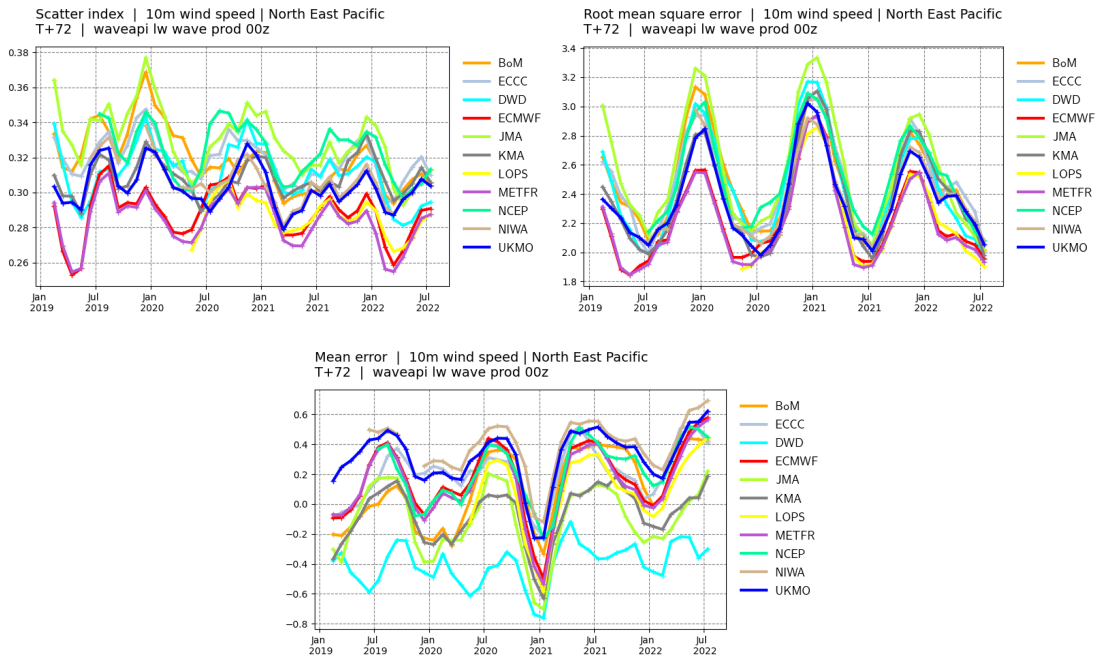 Scatter index | 10m wind speed | North East Pacific
T+72 | waveapi lw wave prod 00z
0.38
0.36
0.34
0.32
0.30
0.28
0.26
Jan 2019
Jul 2019
Jan 2020
Jul 2020
Jan 2021
Jul 2021
Jan 2022
Jul 2022
BoM
ECCC
DWD
ECMWF
JMA
KMA
LOPS
METFR
NCEP
NIWA
UKMO
Root mean square error | 10m wind speed | North East Pacific
T+72 | waveapi lw wave prod 00z
3.4
3.2
3.0
2.8
2.6
2.4
2.2
2.0
1.8
Jan 2019
Jul 2019
Jan 2020
Jul 2020
Jan 2021
Jul 2021
Jan 2022
Jul 2022
BoM
ECCC
DWD
ECMWF
JMA
KMA
LOPS
METFR
NCEP
NIWA
UKMO
Mean error | 10m wind speed | North East Pacific
T+72 | waveapi lw wave prod 00z
0.6
0.4
0.2
0.0
−0.2
−0.4
−0.6
−0.8
Jan 2019
Jul 2019
Jan 2020
Jul 2020
Jan 2021
Jul 2021
Jan 2022
Jul 2022
BoM
ECCC
DWD
ECMWF
JMA
KMA
LOPS
METFR
NCEP
NIWA
UKMO